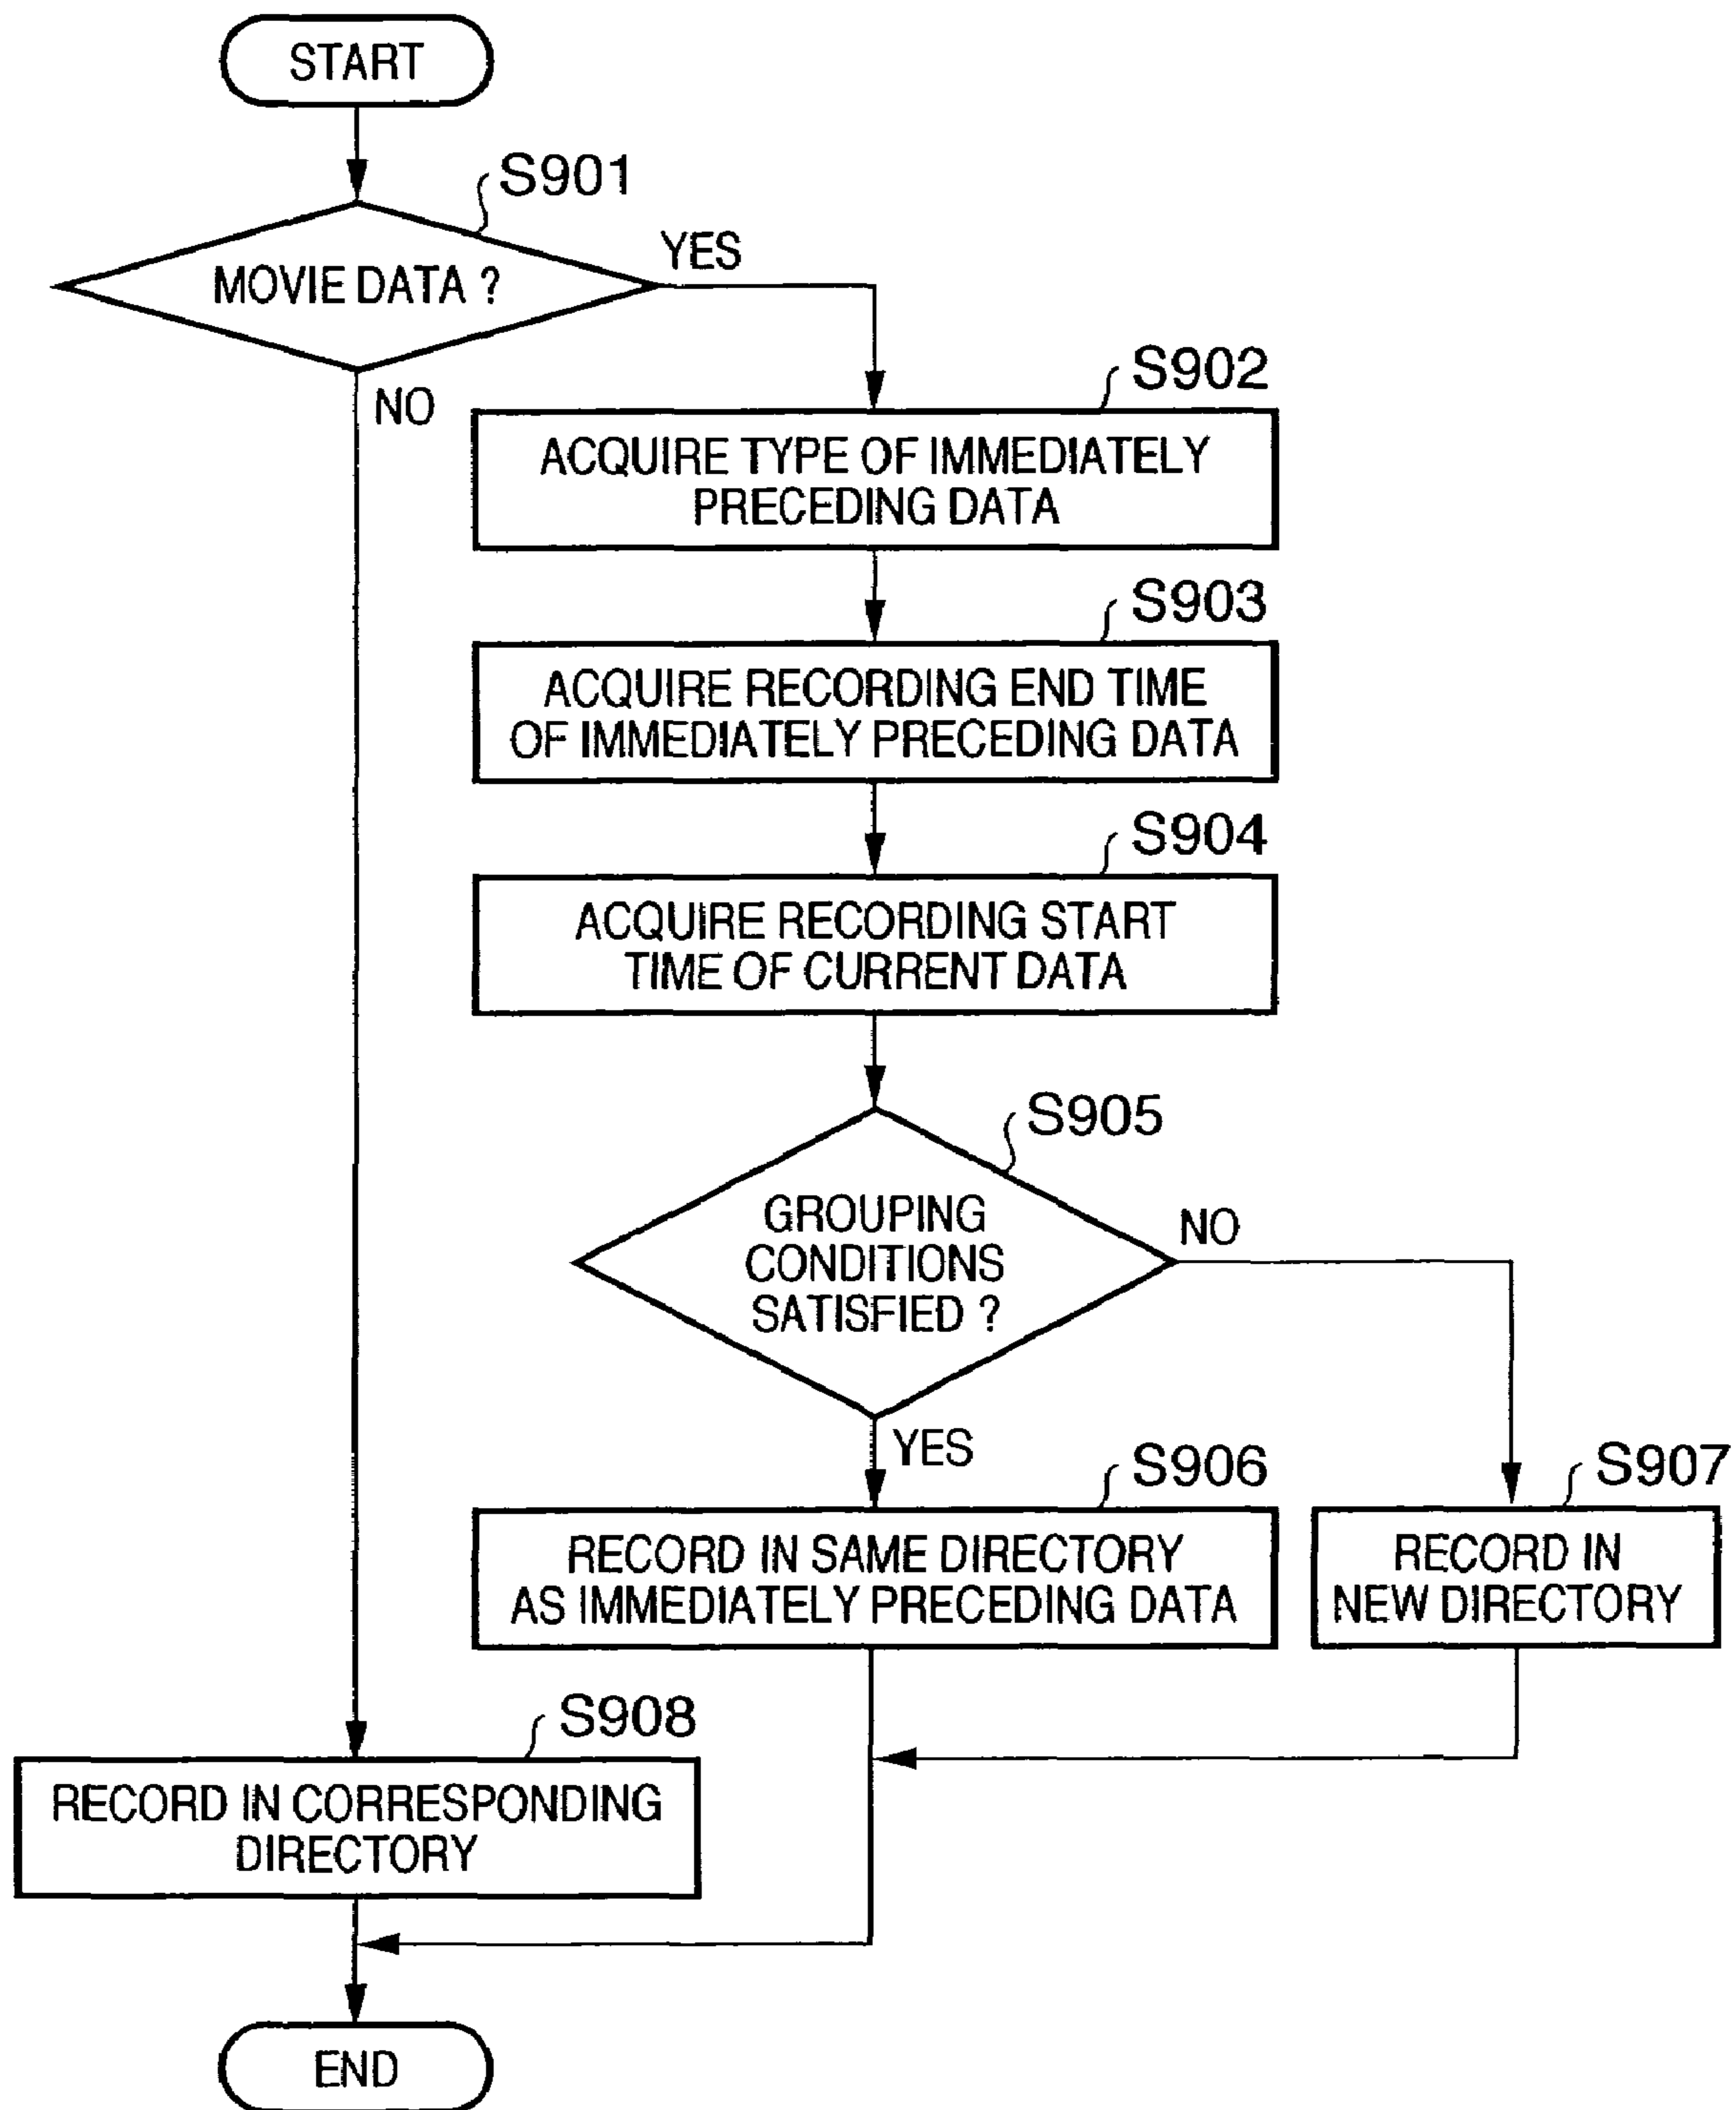 START
S901
MOVIE DATA ?
YES
NO
S902
ACQUIRE TYPE OF IMMEDIATELY
PRECEDING DATA
S903
ACQUIRE RECORDING END TIME
OF IMMEDIATELY PRECEDING DATA
S904
ACQUIRE RECORDING START
TIME OF CURRENT DATA
S905
GROUPING
CONDITIONS
SATISFIED ?
NO
YES
S906
RECORD IN SAME DIRECTORY
AS IMMEDIATELY PRECEDING DATA
S907
RECORD IN
NEW DIRECTORY
S908
RECORD IN CORRESPONDING
DIRECTORY
END